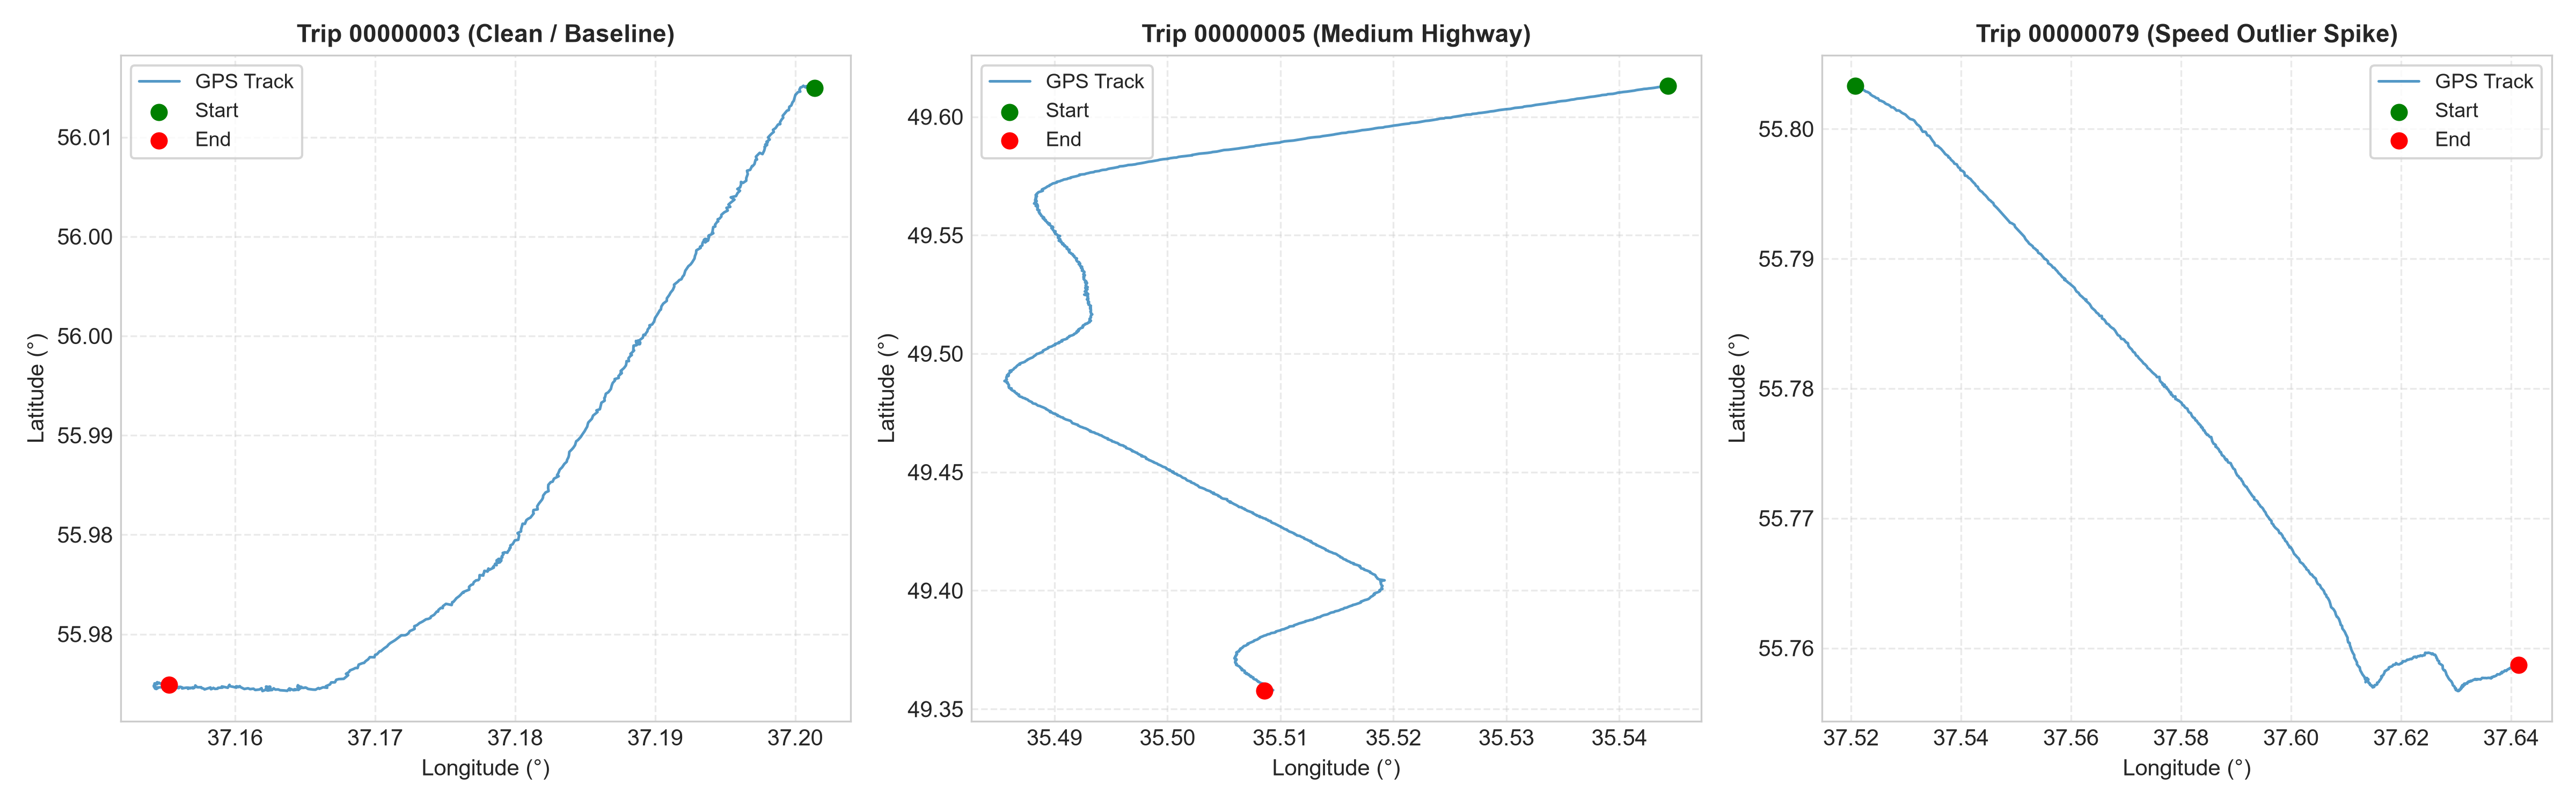 Trip 00000003 (Clean / Baseline)
GPS Track
Start
End
56.01
56.00
56.00
55.99
55.98
55.98
Latitude (°)
37.16 37.17 37.18 37.19 37.20
Longitude (°)
Trip 00000005 (Medium Highway)
GPS Track
Start
End
49.60
49.55
49.50
49.45
49.40
49.35
Latitude (°)
35.49 35.50 35.51 35.52 35.53 35.54
Longitude (°)
Trip 00000079 (Speed Outlier Spike)
GPS Track
Start
End
55.80
55.79
55.78
55.77
55.76
Latitude (°)
37.52 37.54 37.56 37.58 37.60 37.62 37.64
Longitude (°)